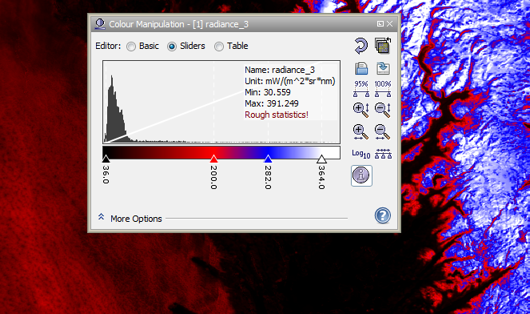 Colour Manipulation - [1] radiance_3
Editor: Basic Sliders Table
Name: radiance_3
Unit: mW/(m^2*sr*nm)
Min: 30.559
Max: 391.249
Rough statistics!
95% 100%
Log10
36.0 200.0 282.0 364.0
More Options